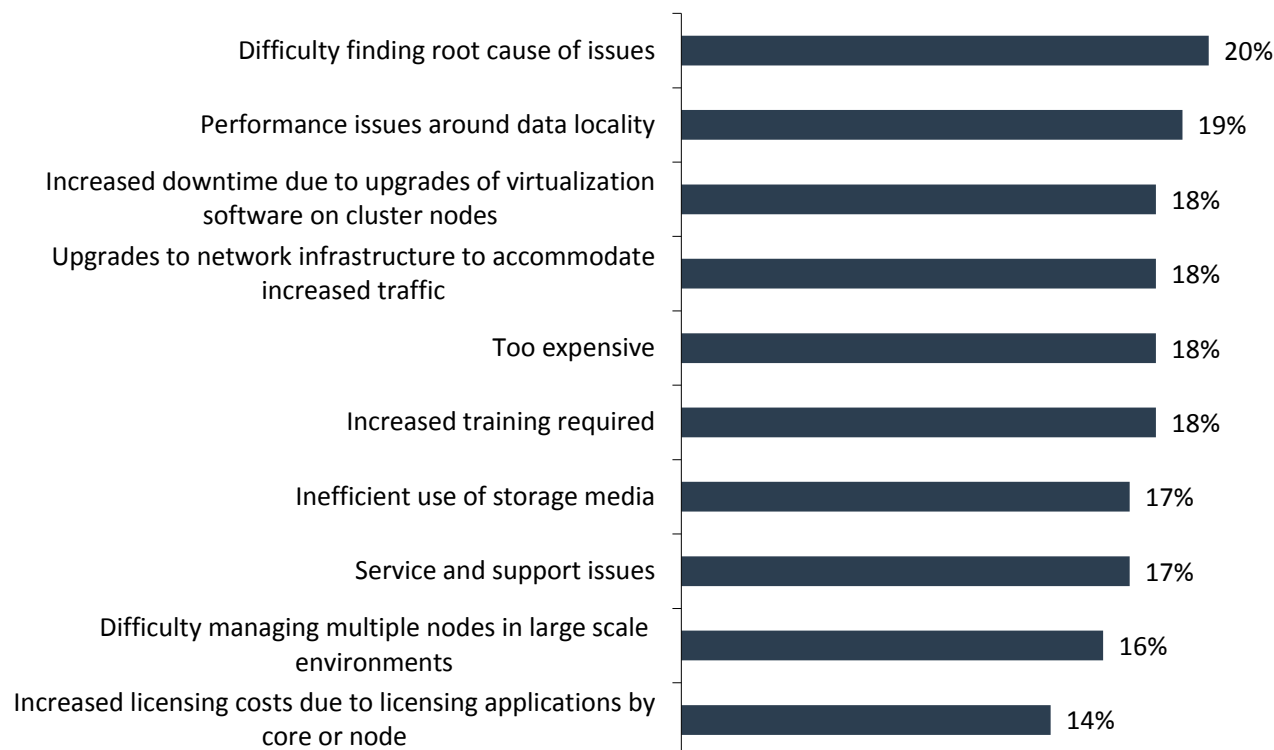 Difficulty finding root cause of issues
20%
Performance issues around data locality
19%
Increased downtime due to upgrades of virtualization
software on cluster nodes
18%
Upgrades to network infrastructure to accommodate
increased traffic
18%
Too expensive
18%
Increased training required
18%
Inefficient use of storage media
17%
Service and support issues
17%
Difficulty managing multiple nodes in large scale
environments
16%
Increased licensing costs due to licensing applications by
core or node
14%